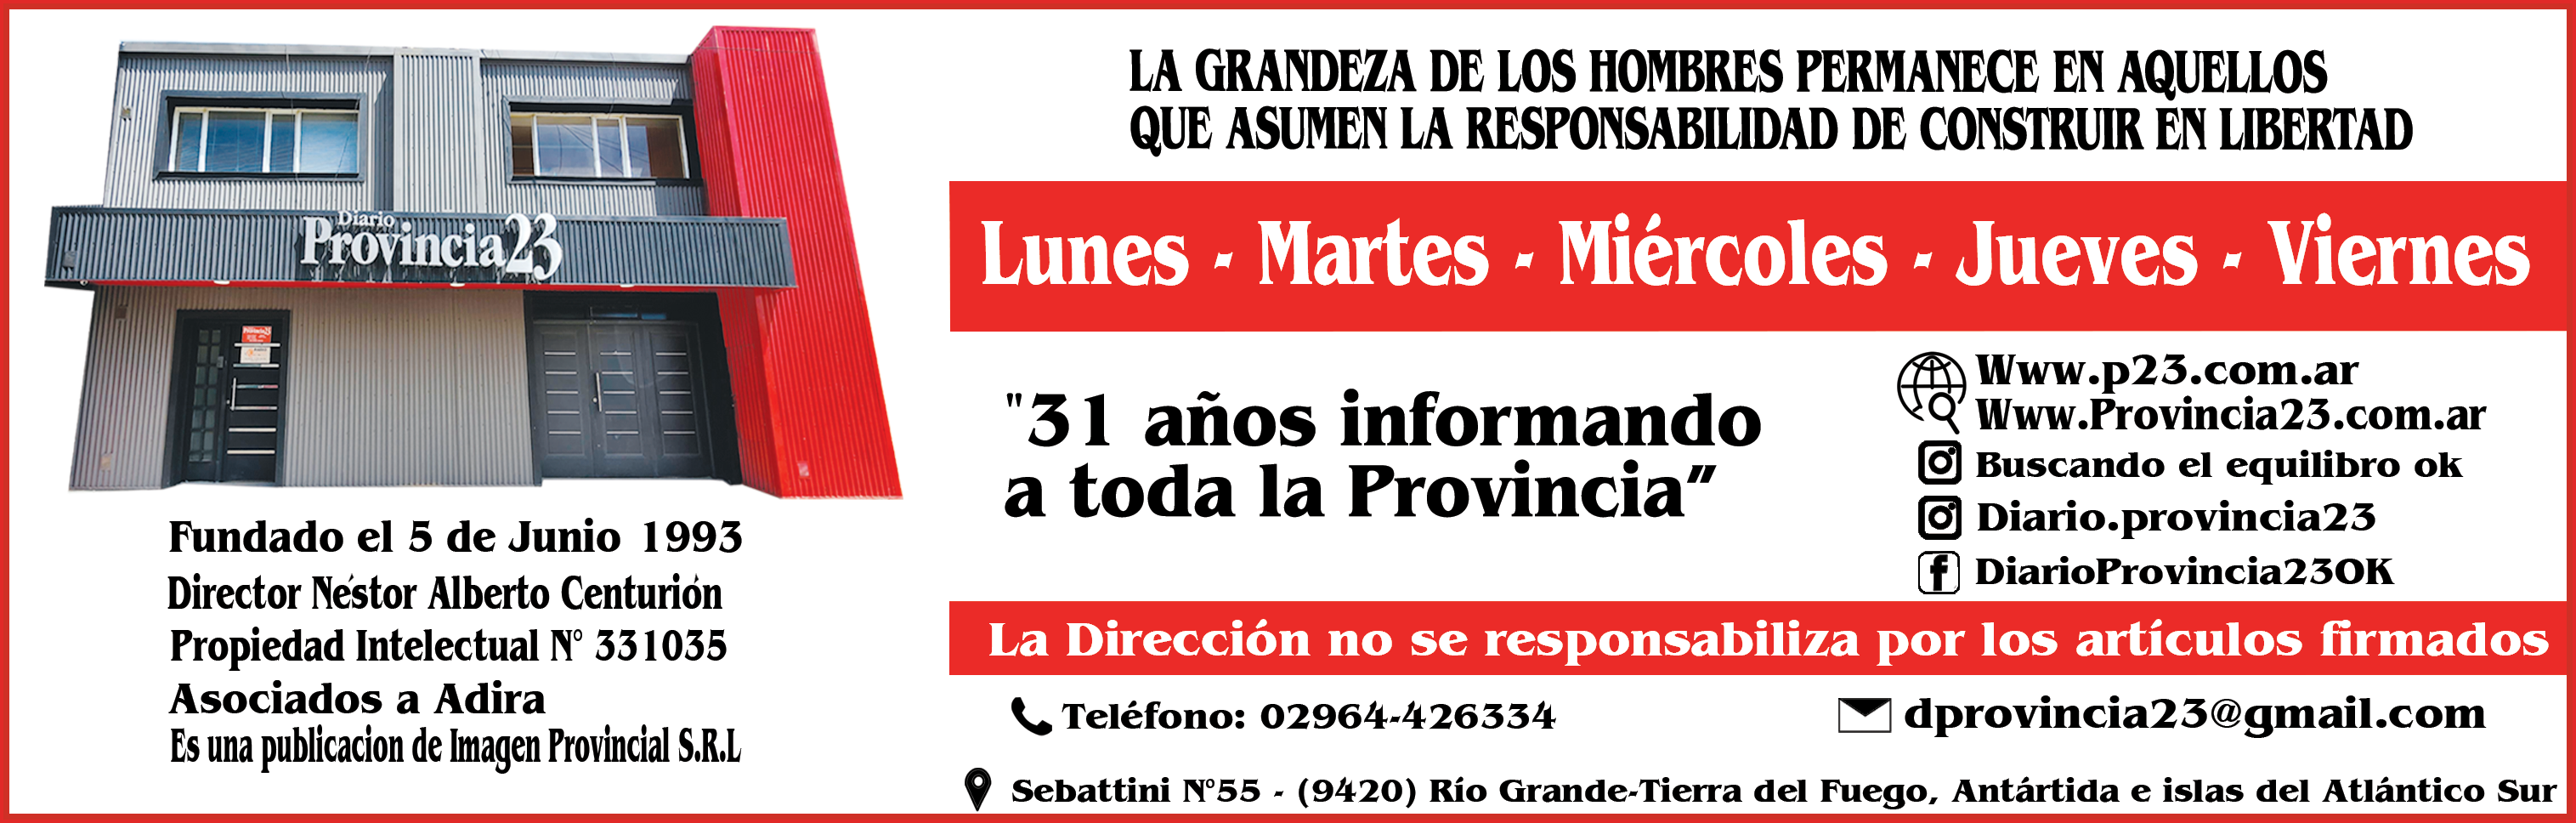 Diario
Provincia23
Fundado el 5 de Junio 1993
Director Néstor Alberto Centurión
Propiedad Intelectual N° 331035
Asociados a Adira
Es una publicacion de Imagen Provincial S.R.L
LA GRANDEZA DE LOS HOMBRES PERMANECE EN AQUELLOS
QUE ASUMEN LA RESPONSABILIDAD DE CONSTRUIR EN LIBERTAD
Lunes - Martes - Miércoles - Jueves - Viernes
"31 años informando
a toda la Provincia”
Www.p23.com.ar
Www.Provincia23.com.ar
Buscando el equilibro ok
Diario.provincia23
DiarioProvincia23OK
La Dirección no se responsabiliza por los artículos firmados
Teléfono: 02964-426334
dprovincia23@gmail.com
Sebattini N°55 - (9420) Río Grande-Tierra del Fuego, Antártida e islas del Atlántico Sur